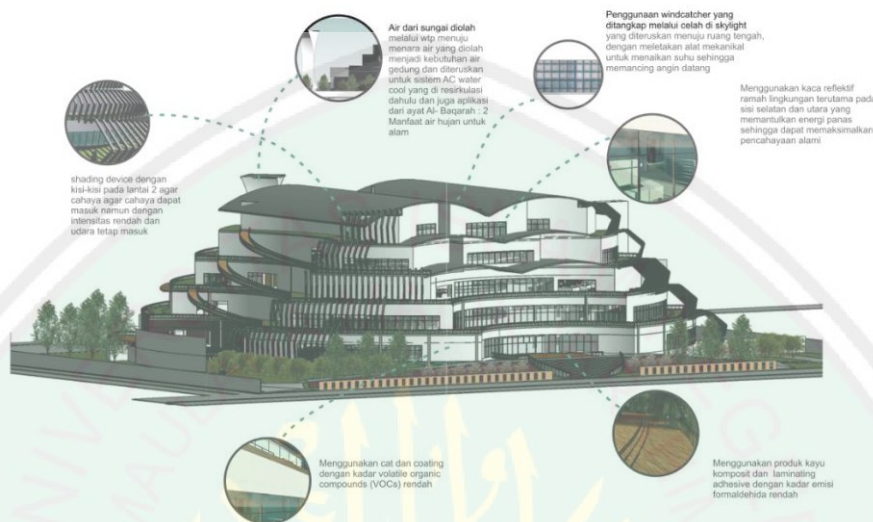 Air dari sungai diolah
melalui wtp menuju
menara air yang diolah
menjadi kebutuhan air
gedung dan diteruskan
untuk sistem AC water
cool yang di resirkulasi
dahulu dan juga aplikasi
dari ayat Al- Baqarah : 2
Manfaat air hujan untuk
alam
Penggunaan windcatcher yang
ditangkap melalui celah di skylight
yang diteruskan menuju ruang tengah,
dengan meletakan alat mekanikal
untuk menaikan suhu sehingga
memancing angin datang
Menggunakan kaca reflektif
ramah lingkungan terutama pada
sisi selatan dan utara yang
memantulkan energi panas
sehingga dapat memaksimalkan
pencahayaan alami
shading device dengan
kisi-kisi pada lantai 2 agar
cahaya agar cahaya dapat
masuk namun dengan
intensitas rendah dan
udara tetap masuk
Menggunakan cat dan coating
dengan kadar volatile organic
compounds (VOCs) rendah
Menggunakan produk kayu
komposit dan laminating
adhesive dengan kadar emisi
formaldehida rendah